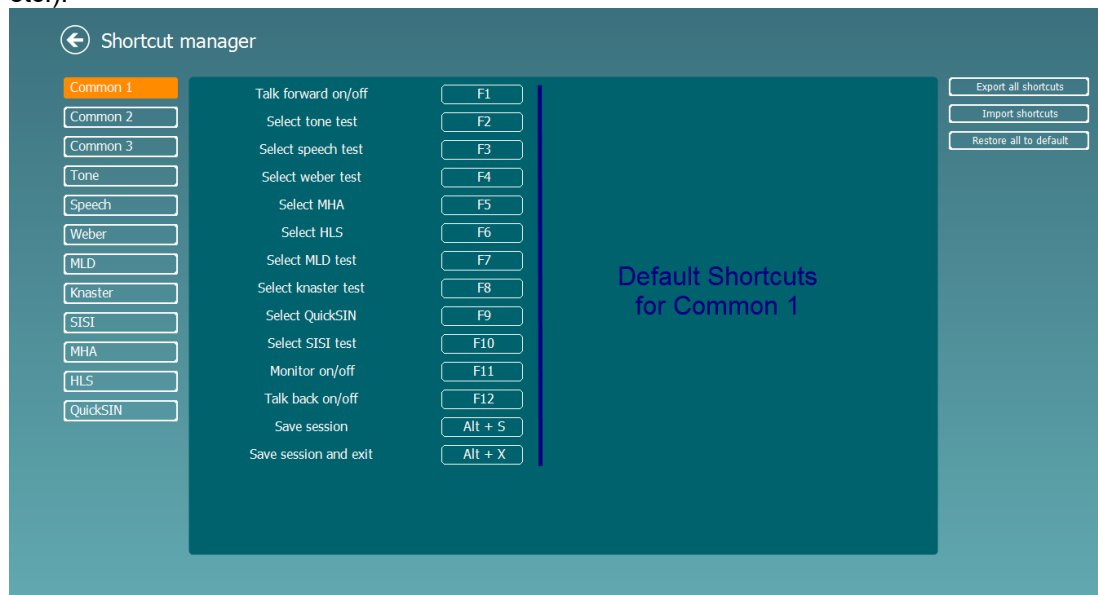 Shortcut manager
Common 1
Common 2
Common 3
Tone
Speech
Weber
MLD
Knaster
SISI
MHA
HLS
QuickSIN
Talk forward on/off F1
Select tone test F2
Select speech test F3
Select weber test F4
Select MHA F5
Select HLS F6
Select MLD test F7
Select knaster test F8
Select QuickSIN F9
Select SISI test F10
Monitor on/off F11
Talk back on/off F12
Save session Alt + S
Save session and exit Alt + X
Default Shortcuts
for Common 1
Export all shortcuts
Import shortcuts
Restore all to default